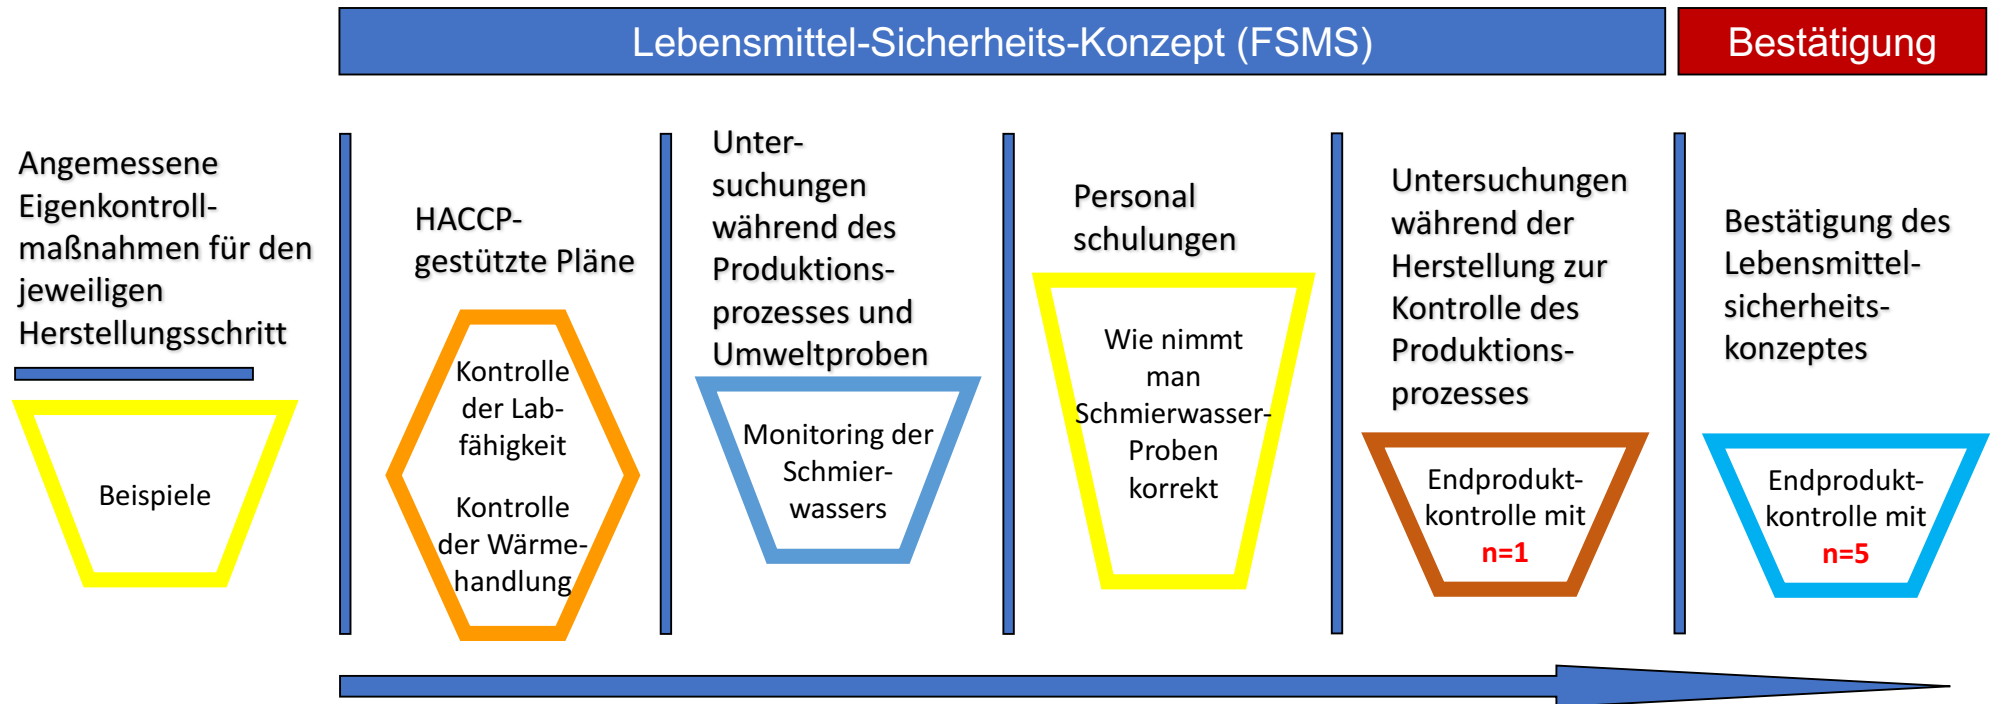 Lebensmittel-Sicherheits-Konzept (FSMS)
Bestätigung
Angemessene
Eigenkontroll-
maßnahmen für den
jeweiligen
Herstellungsschritt
Beispiele
HACCP-
gestützte Pläne
Kontrolle
der Lab-
fähigkeit
Kontrolle
der Wärme-
handlung
Unter-
suchungen
während des
Produktions-
prozesses und
Umweltproben
Monitoring der
Schmier-
wassers
Personal
schulungen
Wie nimmt
man
Schmierwasser-
Proben
korrekt
Untersuchungen
während der
Herstellung zur
Kontrolle des
Produktions-
prozesses
Endprodukt-
kontrolle mit
n=1
Bestätigung des
Lebensmittel-
sicherheits-
konzeptes
Endprodukt-
kontrolle mit
n=5